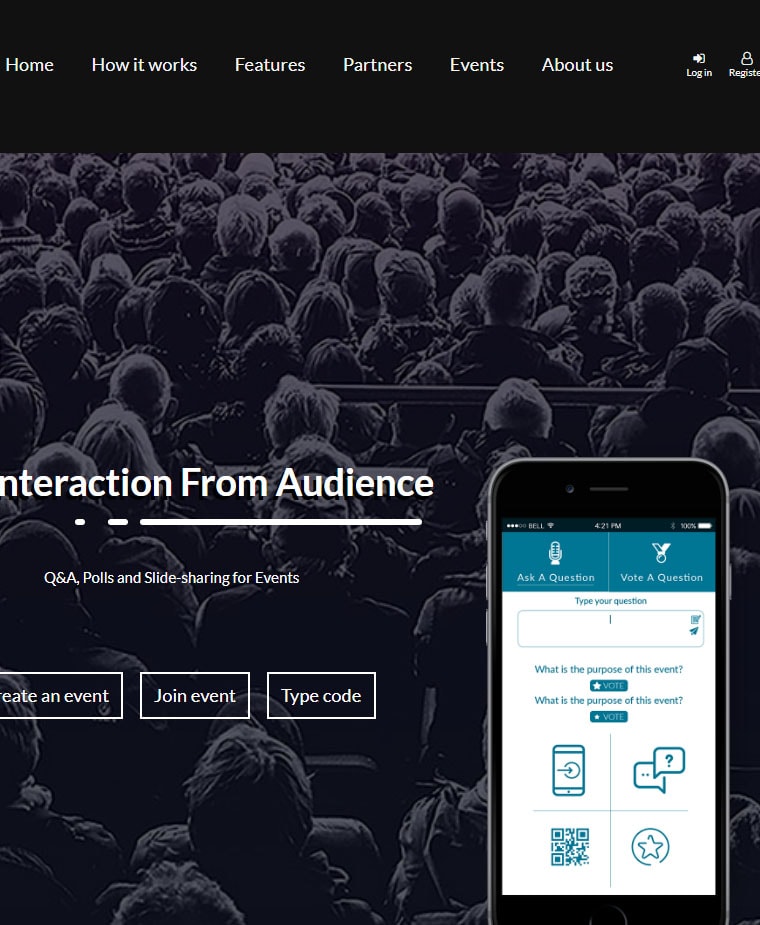 Home How it works Features Partners Events About us
Log in Registe
nteraction From Audience
Q&A, Polls and Slide-sharing for Events
reate an event Join event Type code
BELL 4:21 PM 100%
Ask A Question Vote A Question
Type your question
What is the purpose of this event?
VOTE
What is the purpose of this event?
VOTE
?